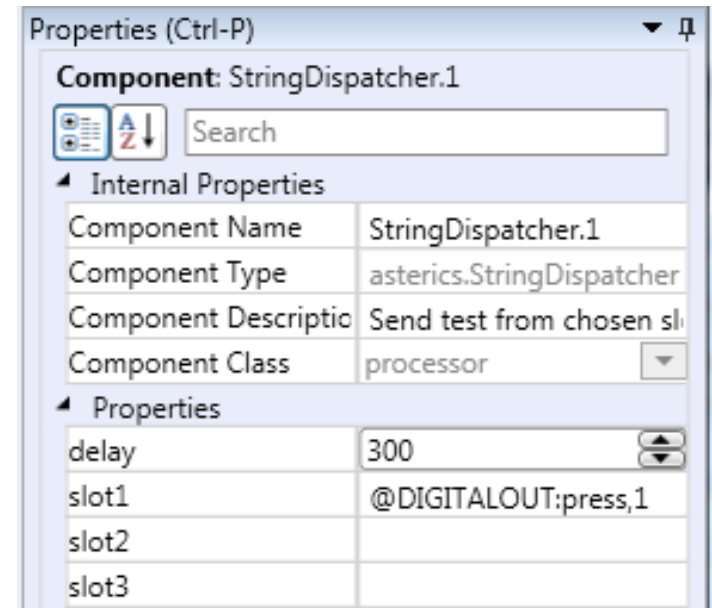 Properties (Ctrl-P)
Component: StringDispatcher.1
AZ Search
Internal Properties
Component Name StringDispatcher.1
Component Type asterics.StringDispatcher
Component Descriptio Send test from chosen sl
Component Class processor
Properties
delay 300
slot1 @DIGITALOUT:press,1
slot2
slot3